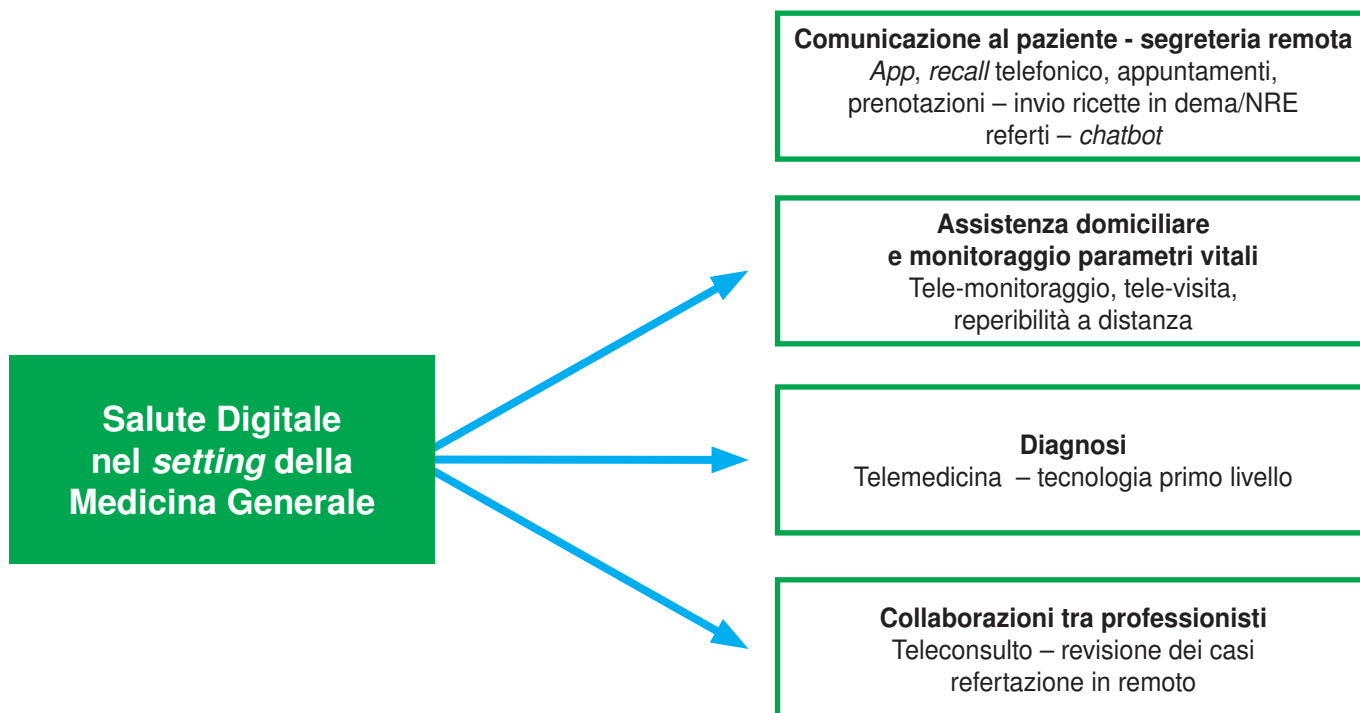 Comunicazione al paziente - segreteria remota
App, recall telefonico, appuntamenti,
prenotazioni – invio ricette in dema/NRE
referti – chatbot
Assistenza domiciliare
e monitoraggio parametri vitali
Tele-monitoraggio, tele-visita,
reperibilità a distanza
Salute Digitale
nel setting della
Medicina Generale
Diagnosi
Telemedicina – tecnologia primo livello
Collaborazioni tra professionisti
Teleconsulto – revisione dei casi
refertazione in remoto